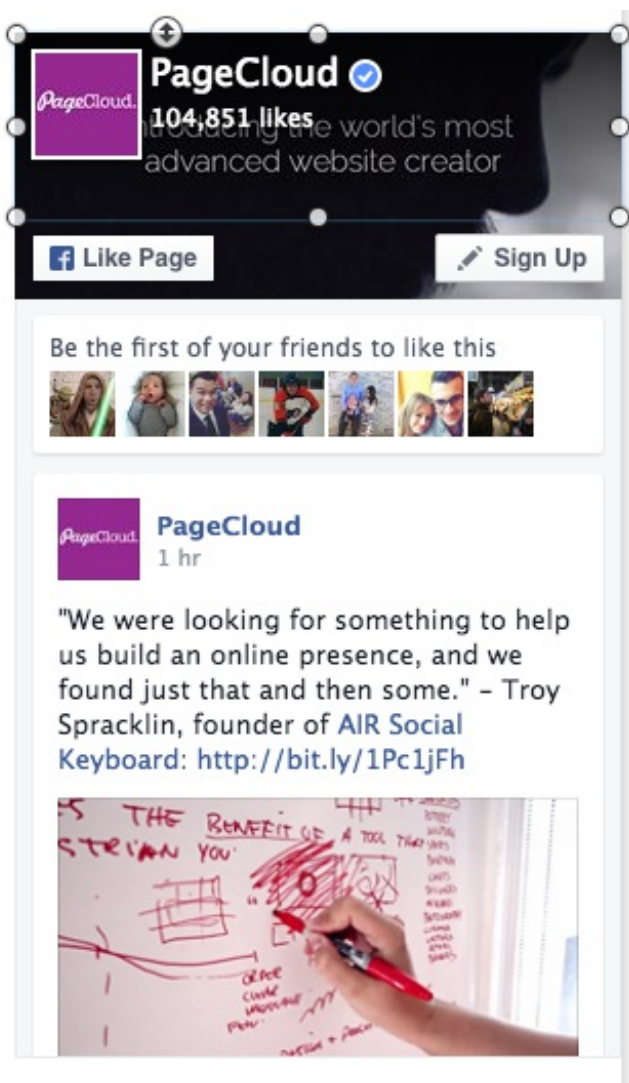 PageCloud
PageCloud.
104,851 likes
introducing the world's most
advanced website creator
Like Page
Sign Up
Be the first of your friends to like this
PageCloud.
PageCloud
1 hr
"We were looking for something to help
us build an online presence, and we
found just that and then some." – Troy
Spracklin, founder of AIR Social
Keyboard: http://bit.ly/1Pc1jFh
THE BENEFIT OF A TOOL THAT
YOU